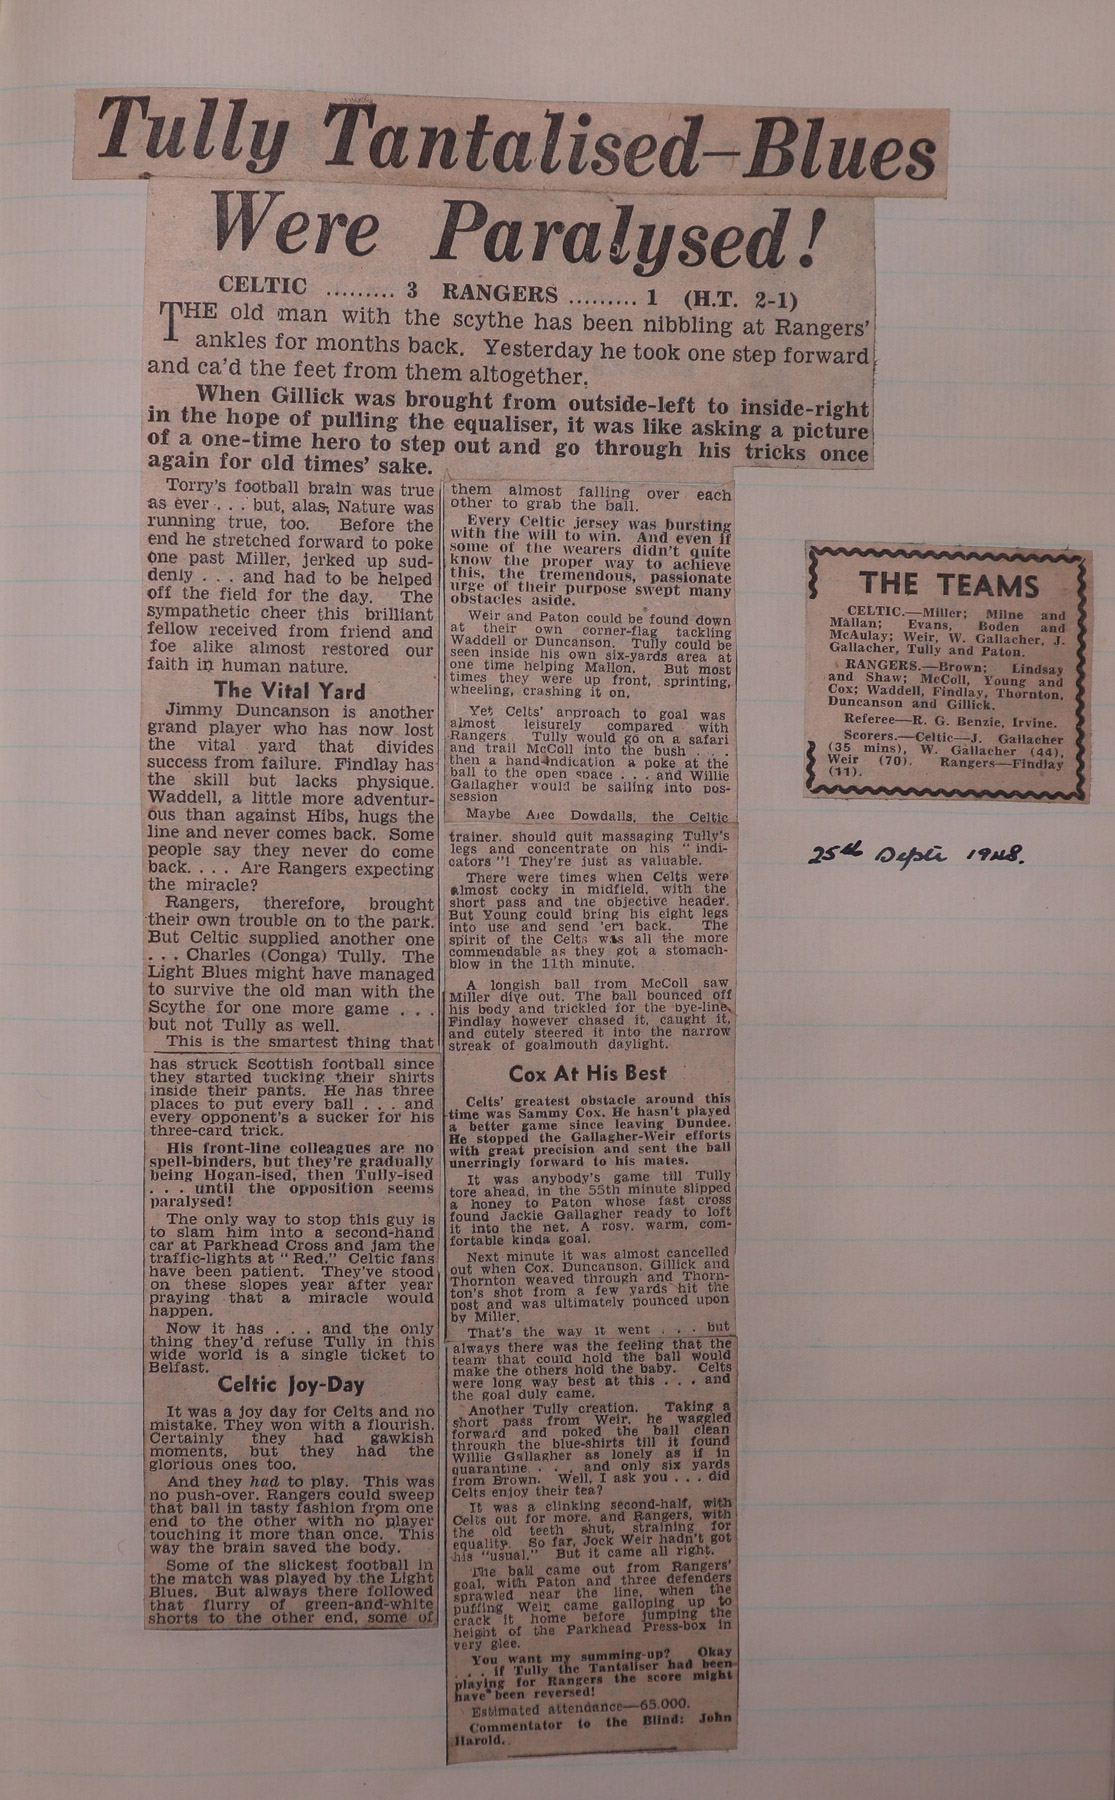 Tully Tantalised—Blues
Were Paralysed!
CELTIC ......... 3 RANGERS ......... 1 (H.T. 2-1)
THE old man with the scythe has been nibbling at Rangers'
ankles for months back. Yesterday he took one step forward
and ca'd the feet from them altogether.
When Gillick was brought from outside-left to inside-right
in the hope of pulling the equaliser, it was like asking a picture
of a one-time hero to step out and go through his tricks once
again for old times' sake.
Torry's football brain was true
as ever . . . but, alas, Nature was
running true, too. Before the
end he stretched forward to poke
one past Miller, jerked up sud-
denly . . . and had to be helped
off the field for the day. The
sympathetic cheer this brilliant
fellow received from friend and
foe alike almost restored our
faith in human nature.
The Vital Yard
Jimmy Duncanson is another
grand player who has now lost
the vital yard that divides
success from failure. Findlay has
the skill but lacks physique.
Waddell, a little more adventur-
ous than against Hibs, hugs the
line and never comes back. Some
people say they never do come
back. . . . Are Rangers expecting
the miracle?
Rangers, therefore, brought
their own trouble on to the park.
But Celtic supplied another one
. . . Charles (Conga) Tully. The
Light Blues might have managed
to survive the old man with the
Scythe for one more game . . .
but not Tully as well.
This is the smartest thing that
has struck Scottish football since
they started tucking their shirts
inside their pants. He has three
places to put every ball . . . and
every opponent's a sucker for his
three-card trick.
His front-line colleagues are no
spell-binders, but they're gradually
being Hogan-ised, then Tully-ised
. . . until the opposition seems
paralysed!
The only way to stop this guy is
to slam him into a second-hand
car at Parkhead Cross and jam the
traffic-lights at " Red." Celtic fans
have been patient. They've stood
on these slopes year after year
praying that a miracle would
happen.
Now it has . . . and the only
thing they'd refuse Tully in this
wide world is a single ticket to
Belfast.
Celtic Joy-Day
It was a joy day for Celts and no
mistake. They won with a flourish.
Certainly they had gawkish
moments, but they had the
glorious ones too.
And they had to play. This was
no push-over. Rangers could sweep
that ball in tasty fashion from one
end to the other with no player
touching it more than once. This
way the brain saved the body.
Some of the slickest football in
the match was played by the Light
Blues. But always there followed
that flurry of green-and-white
shorts to the other end, some of
them almost falling over each
other to grab the ball.
Every Celtic jersey was bursting
with the will to win. And even if
some of the wearers didn't quite
know the proper way to achieve
this, the tremendous, passionate
urge of their purpose swept many
obstacles aside.
Weir and Paton could be found down
at their own corner-flag tackling
Waddell or Duncanson. Tully could be
seen inside his own six-yards area at
one time helping Mallon. But most
times they were up front, sprinting,
wheeling, crashing it on.
Yet Celts' approach to goal was
almost leisurely compared with
Rangers. Tully would go on a safari
and trail McColl into the bush . . . .
then a hand-indication a poke at the
ball to the open space . . . and Willie
Gallagher would be sailing into pos-
session
Maybe Alec Dowdalls, the Celtic
trainer, should quit massaging Tully's
legs and concentrate on his " indi-
cators "! They're just as valuable.
There were times when Celts were
almost cocky in midfield, with the
short pass and the objective header.
But Young could bring his eight legs
into use and send 'em back. The
spirit of the Celts was all the more
commendable as they got a stomach-
blow in the 11th minute.
A longish ball from McColl saw
Miller dive out. The ball bounced off
his body and trickled for the bye-line.
Findlay however chased it, caught it,
and cutely steered it into the narrow
streak of goalmouth daylight.
Cox At His Best
Celts' greatest obstacle around this
time was Sammy Cox. He hasn't played
a better game since leaving Dundee.
He stopped the Gallagher-Weir efforts
with great precision and sent the ball
unerringly forward to his mates.
It was anybody's game till Tully
tore ahead, in the 55th minute slipped
a honey to Paton whose fast cross
found Jackie Gallagher ready to loft
it into the net. A rosy, warm, com-
fortable kinda goal.
Next minute it was almost cancelled
out when Cox, Duncanson, Gillick and
Thornton weaved through and Thorn-
ton's shot from a few yards hit the
post and was ultimately pounced upon
by Miller.
That's the way it went . . . but
always there was the feeling that the
team that could hold the ball would
make the others hold the baby. Celts
were long way best at this . . . and
the goal duly came.
Another Tully creation. Taking a
short pass from Weir, he waggled
forward and poked the ball clean
through the blue-shirts till it found
Willie Gallagher as lonely as if in
quarantine . . . and only six yards
from Brown. Well, I ask you . . . did
Celts enjoy their tea?
It was a clinking second-half, with
Celts out for more, and Rangers, with
the old teeth shut, straining for
equality. So far, Jock Weir hadn't got
his "usual." But it came all right.
The ball came out from Rangers'
goal, with Paton and three defenders
sprawled near the line, when the
puffing Weir came galloping up to
crack it home before jumping the
height of the Parkhead Press-box in
very glee.
You want my summing-up? Okay
. . . if Tully the Tantaliser had been
playing for Rangers the score might
have been reversed!
Estimated attendance—65,000.
Commentator to the Blind: John
Harold.
THE TEAMS
CELTIC.—Miller; Milne and
Mallan; Evans, Boden and
McAulay; Weir, W. Gallacher, J.
Gallacher, Tully and Paton.
RANGERS.—Brown; Lindsay
and Shaw; McColl, Young and
Cox; Waddell, Findlay, Thornton,
Duncanson and Gillick.
Referee—R. G. Benzie, Irvine.
Scorers.—Celtic—J. Gallacher
(35 mins), W. Gallacher (44),
Weir (70). Rangers—Findlay
(11).
25th Septr 1948.